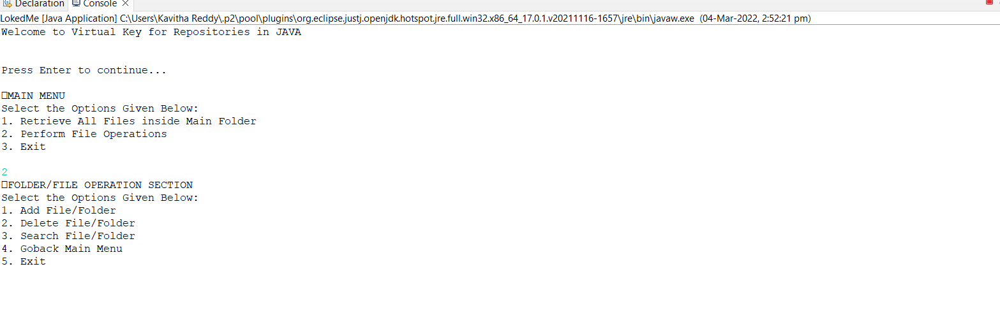 Declaration Console
LokedMe [Java Application] C:\Users\Kavitha Reddy\.p2\pool\plugins\org.eclipse.justj.openjdk.hotspot.jre.full.win32.x86_64_17.0.1.v20211116-1657\jre\bin\javaw.exe (04-Mar-2022, 2:52:21 pm)
Welcome to Virtual Key for Repositories in JAVA
Press Enter to continue...
MAIN MENU
Select the Options Given Below:
1. Retrieve All Files inside Main Folder
2. Perform File Operations
3. Exit
2
FOLDER/FILE OPERATION SECTION
Select the Options Given Below:
1. Add File/Folder
2. Delete File/Folder
3. Search File/Folder
4. Goback Main Menu
5. Exit